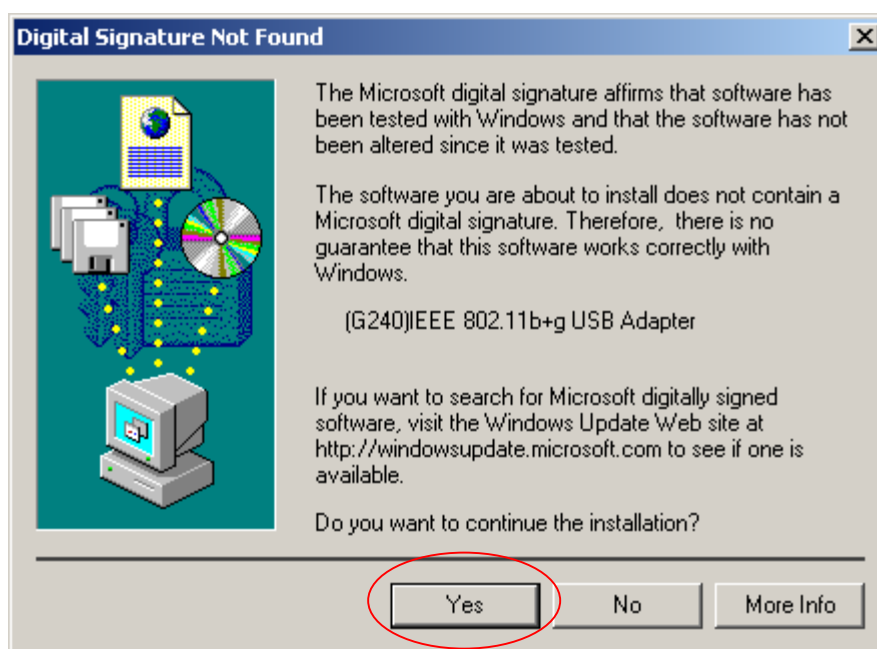 Digital Signature Not Found
The Microsoft digital signature affirms that software has
been tested with Windows and that the software has not
been altered since it was tested.
The software you are about to install does not contain a
Microsoft digital signature. Therefore, there is no
guarantee that this software works correctly with
Windows.
(G240)IEEE 802.11b+g USB Adapter
If you want to search for Microsoft digitally signed
software, visit the Windows Update Web site at
http://windowsupdate.microsoft.com to see if one is
available.
Do you want to continue the installation?
Yes No More Info